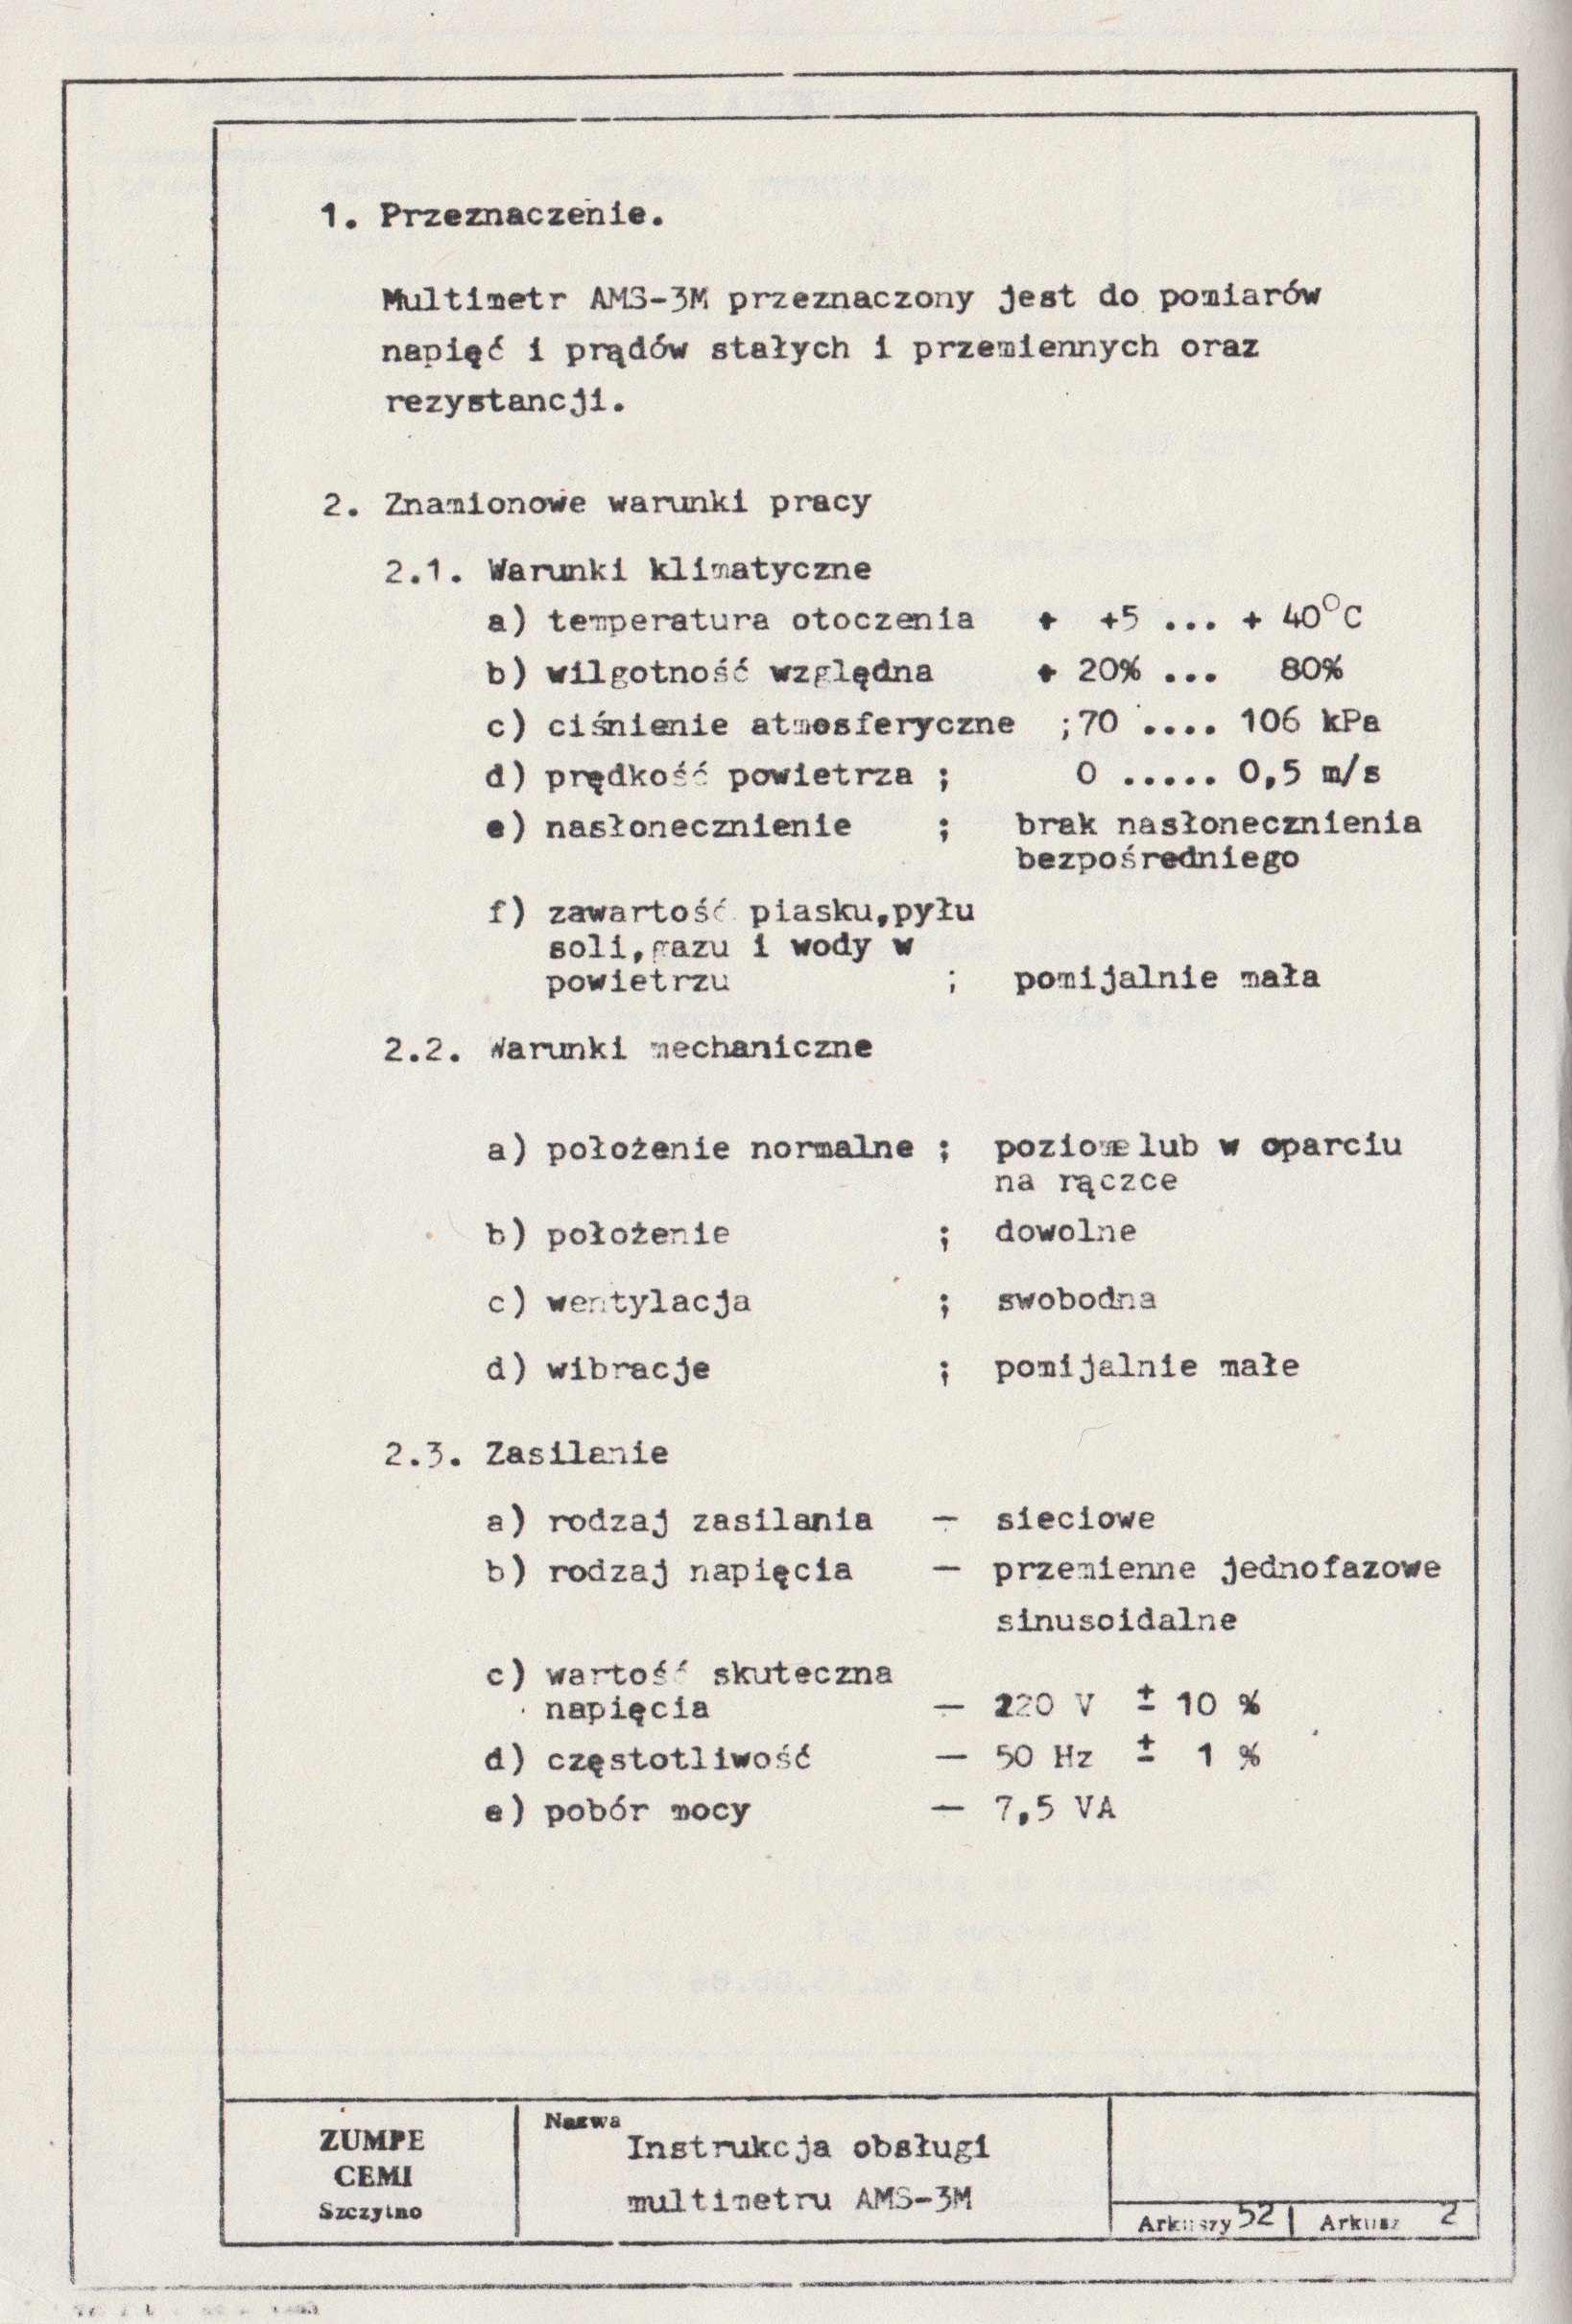 1. Przeznaczenie.
Multimetr AMS-3M przeznaczony jest do pomiarów
napięć i prądów stałych i przemiennych oraz
rezystancji.
2. Znamionowe warunki pracy
2.1. Warunki klimatyczne
a) temperatura otoczenia + +5 ... + 40°C
b) wilgotność względna + 20% ... 80%
c) ciśnienie atmosferyczne ;70 .... 106 kPa
d) prędkość powietrza ; 0 ..... 0,5 m/s
e) nasłonecznienie ; brak nasłonecznienia
bezpośredniego
f) zawartość piasku,pyłu
soli,gazu i wody w
powietrzu ; pomijalnie mała
2.2. Warunki mechaniczne
a) położenie normalne ; poziome lub w oparciu
na rączce
b) położenie ; dowolne
c) wentylacja ; swobodna
d) wibracje ; pomijalnie małe
2.3. Zasilanie
a) rodzaj zasilania — sieciowe
b) rodzaj napięcia — przemienne jednofazowe
sinusoidalne
c) wartość skuteczna
napięcia — 220 V ± 10 %
d) częstotliwość — 50 Hz ± 1 %
e) pobór mocy — 7,5 VA
ZUMPE
CEMI
Szczytno
Nazwa
Instrukcja obsługi
multimetru AMS-3M
Arkuszy 52 Arkusz 2